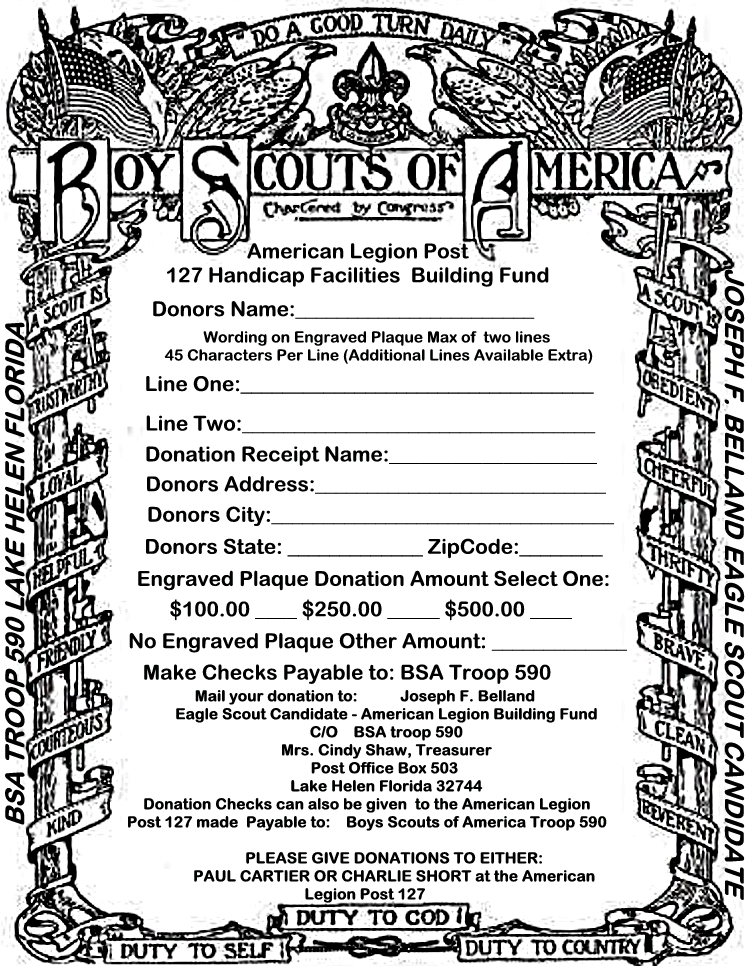 DO A GOOD TURN DAILY
BOY SCOUTS OF AMERICA
Chartered by Congress
American Legion Post
127 Handicap Facilities Building Fund
Donors Name:____________________
Wording on Engraved Plaque Max of two lines
45 Characters Per Line (Additional Lines Available Extra)
Line One:______________________________
Line Two:______________________________
Donation Receipt Name:__________________
Donors Address:_________________________
Donors City:_____________________________
Donors State: ____________ ZipCode:_______
Engraved Plaque Donation Amount Select One:
$100.00 ____ $250.00 _____ $500.00 ____
No Engraved Plaque Other Amount: ____________
Make Checks Payable to: BSA Troop 590
Mail your donation to: Joseph F. Belland
Eagle Scout Candidate - American Legion Building Fund
C/O BSA troop 590
Mrs. Cindy Shaw, Treasurer
Post Office Box 503
Lake Helen Florida 32744
Donation Checks can also be given to the American Legion
Post 127 made Payable to: Boys Scouts of America Troop 590
PLEASE GIVE DONATIONS TO EITHER:
PAUL CARTIER OR CHARLIE SHORT at the American
Legion Post 127
BSA TROOP 590 LAKE HELEN FLORIDA
A SCOUT IS
TRUSTWORTHY
LOYAL
HELPFUL
FRIENDLY
COURTEOUS
KIND
A SCOUT IS
OBEDIENT
CHEERFUL
THRIFTY
BRAVE
CLEAN
REVERENT
JOSEPH F. BELLAND EAGLE SCOUT CANDIDATE
DUTY TO GOD
DUTY TO SELF
DUTY TO COUNTRY